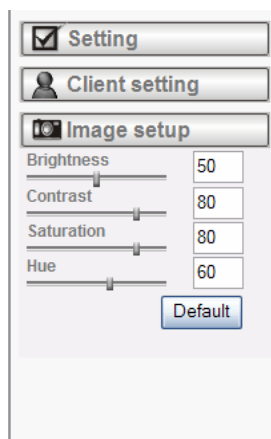 Setting
Client setting
Image setup
Brightness
50
Contrast
80
Saturation
80
Hue
60
Default